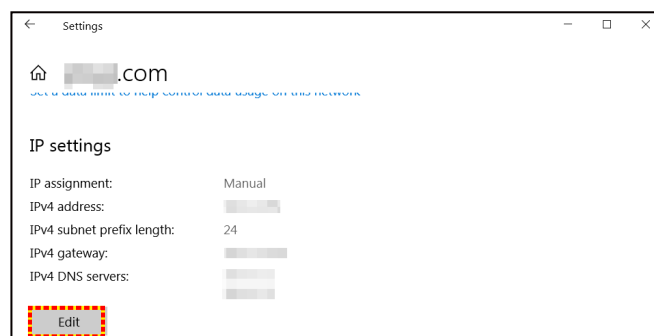 Settings
.com
Set a data limit to help control data usage on this network
IP settings
IP assignment: Manual
IPv4 address:
IPv4 subnet prefix length: 24
IPv4 gateway:
IPv4 DNS servers:
Edit